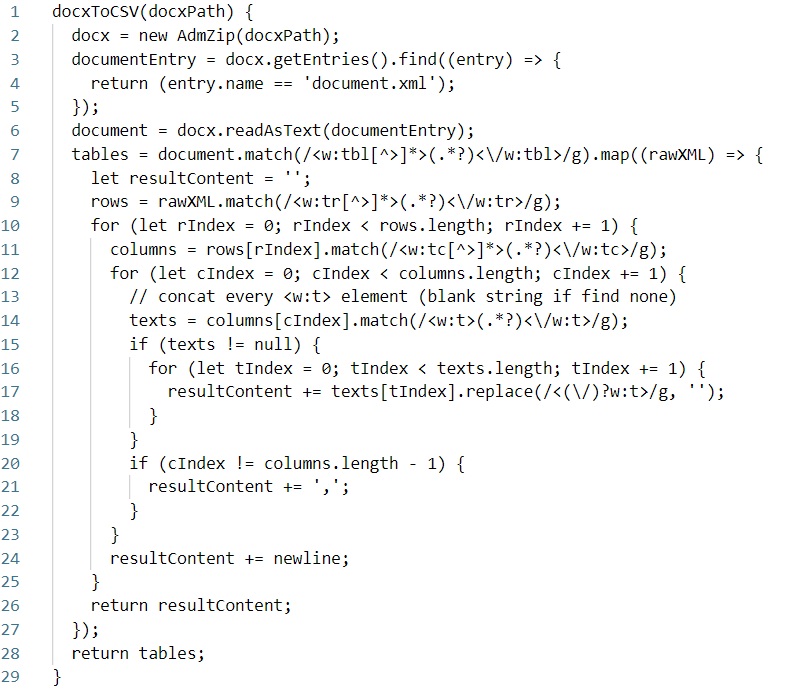 1 docxToCSV(docxPath) {
2   docx = new AdmZip(docxPath);
3   documentEntry = docx.getEntries().find((entry) => {
4     return (entry.name == 'document.xml');
5   });
6   document = docx.readAsText(documentEntry);
7   tables = document.match(/<w:tbl[^>]*>(.*?)<\/w:tbl>/g).map((rawXML) => {
8     let resultContent = '';
9     rows = rawXML.match(/<w:tr[^>]*>(.*?)<\/w:tr>/g);
10     for (let rIndex = 0; rIndex < rows.length; rIndex += 1) {
11       columns = rows[rIndex].match(/<w:tc[^>]*>(.*?)<\/w:tc>/g);
12       for (let cIndex = 0; cIndex < columns.length; cIndex += 1) {
13         // concat every <w:t> element (blank string if find none)
14         texts = columns[cIndex].match(/<w:t>(.*?)<\/w:t>/g);
15         if (texts != null) {
16           for (let tIndex = 0; tIndex < texts.length; tIndex += 1) {
17             resultContent += texts[tIndex].replace(/<(\/)?w:t>/g, '');
18           }
19         }
20         if (cIndex != columns.length - 1) {
21           resultContent += ',';
22         }
23       }
24       resultContent += newline;
25     }
26     return resultContent;
27   });
28   return tables;
29 }